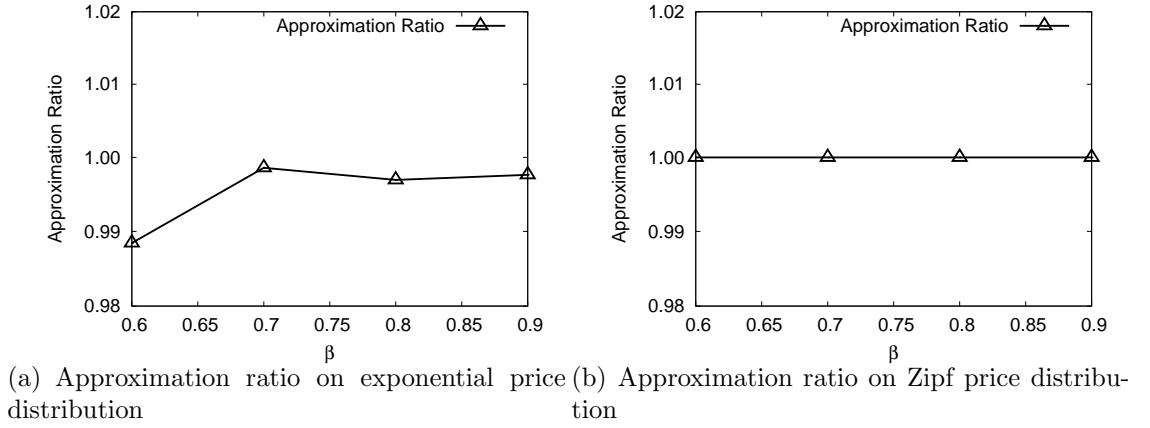 Approximation Ratio
1.02
1.01
1.00
0.99
0.98
Approximation Ratio
0.6 0.65 0.7 0.75 0.8 0.85 0.9
β
(a) Approximation ratio on exponential price
distribution
Approximation Ratio
1.02
1.01
1.00
0.99
0.98
Approximation Ratio
0.6 0.65 0.7 0.75 0.8 0.85 0.9
β
(b) Approximation ratio on Zipf price distribu-
tion